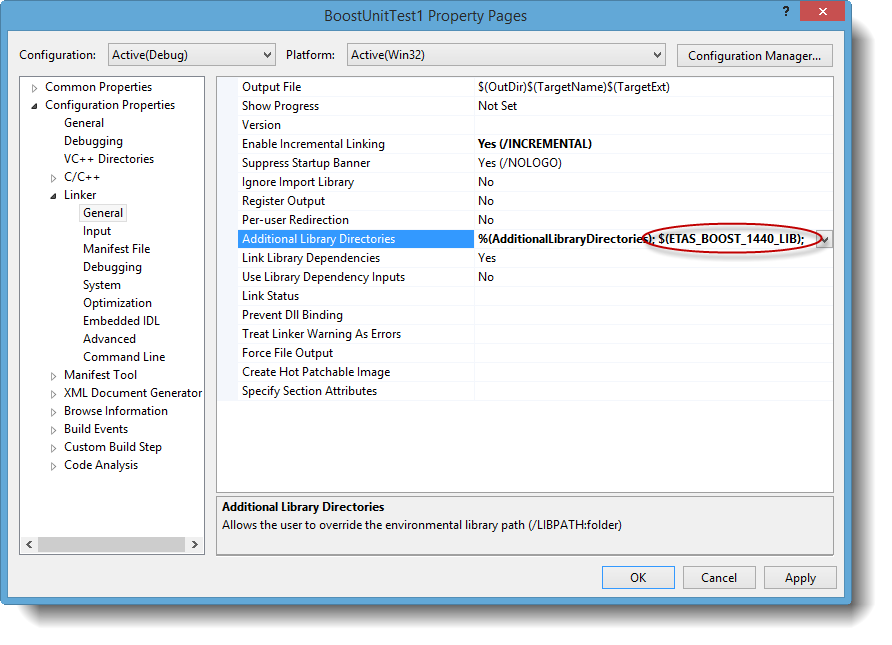 BoostUnitTest1 Property Pages
? ✕
Configuration: Active(Debug) Platform: Active(Win32) Configuration Manager...
Common Properties
Configuration Properties
General
Debugging
VC++ Directories
C/C++
Linker
General
Input
Manifest File
Debugging
System
Optimization
Embedded IDL
Advanced
Command Line
Manifest Tool
XML Document Generator
Browse Information
Build Events
Custom Build Step
Code Analysis
Output File $(OutDir)$(TargetName)$(TargetExt)
Show Progress Not Set
Version
Enable Incremental Linking Yes (/INCREMENTAL)
Suppress Startup Banner Yes (/NOLOGO)
Ignore Import Library No
Register Output No
Per-user Redirection No
Additional Library Directories %(AdditionalLibraryDirectories); $(ETAS_BOOST_1440_LIB);
Link Library Dependencies Yes
Use Library Dependency Inputs No
Link Status
Prevent Dll Binding
Treat Linker Warning As Errors
Force File Output
Create Hot Patchable Image
Specify Section Attributes
Additional Library Directories
Allows the user to override the environmental library path (/LIBPATH:folder)
OK Cancel Apply